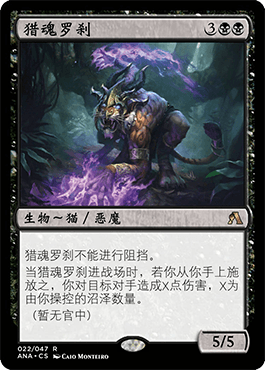 猎魂罗刹 3
生物～猫 / 恶魔
猎魂罗刹不能进行阻挡。
当猎魂罗刹进战场时，若你从你手上施
放之，你对目标对手造成X点伤害，X为
由你操控的沼泽数量。
（暂无官中）
5/5
022/047 R
ANA • CS CAIO MONTEIRO